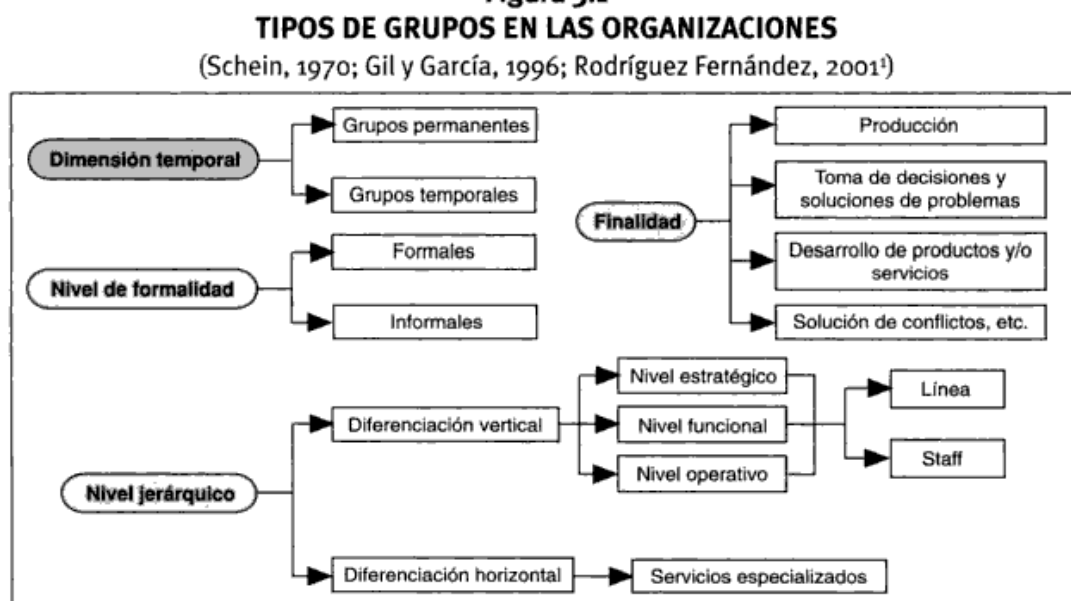 TIPOS DE GRUPOS EN LAS ORGANIZACIONES
(Schein, 1970; Gil y García, 1996; Rodríguez Fernández, 2001¹)
Dimensión temporal
Grupos permanentes
Grupos temporales
Nivel de formalidad
Formales
Informales
Finalidad
Producción
Toma de decisiones y
soluciones de problemas
Desarrollo de productos y/o
servicios
Solución de conflictos, etc.
Nivel jerárquico
Diferenciación vertical
Nivel estratégico
Nivel funcional
Nivel operativo
Línea
Staff
Diferenciación horizontal
Servicios especializados